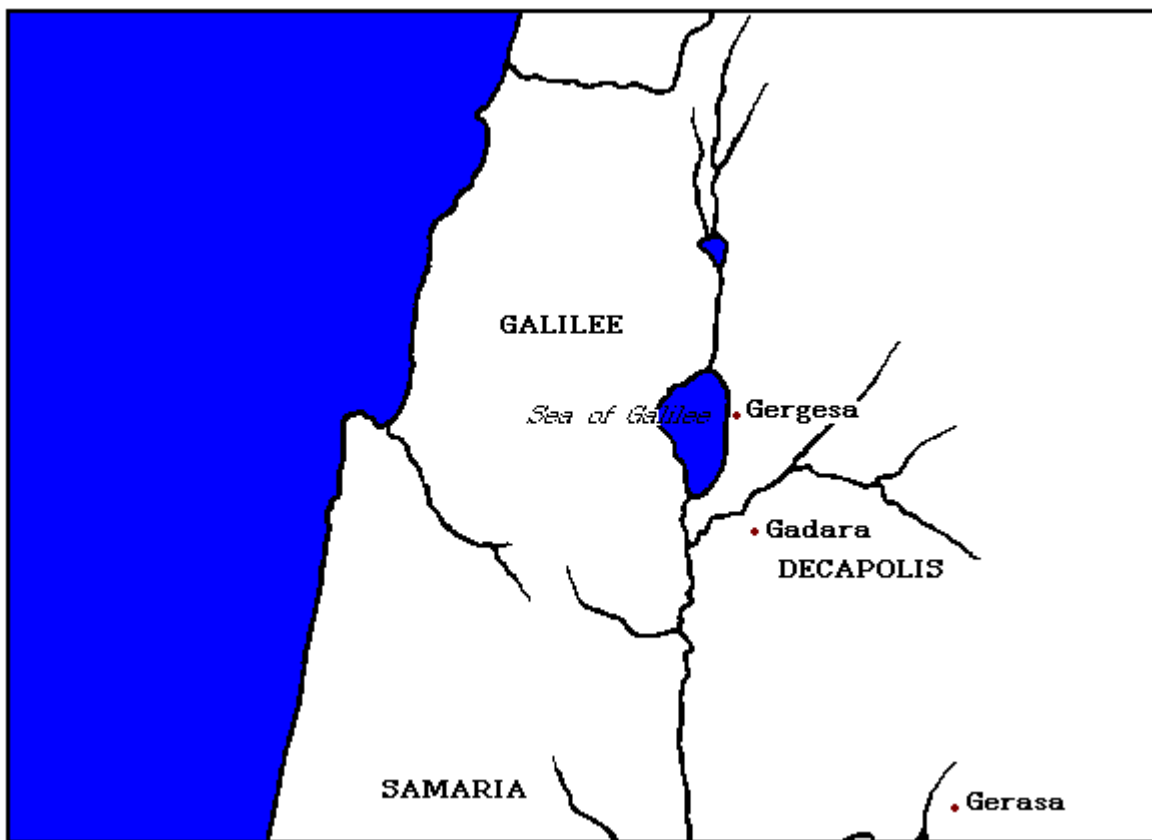 GALILEE
Sea of Galilee
Gergesa
Gadara
DECAPOLIS
SAMARIA
Gerasa